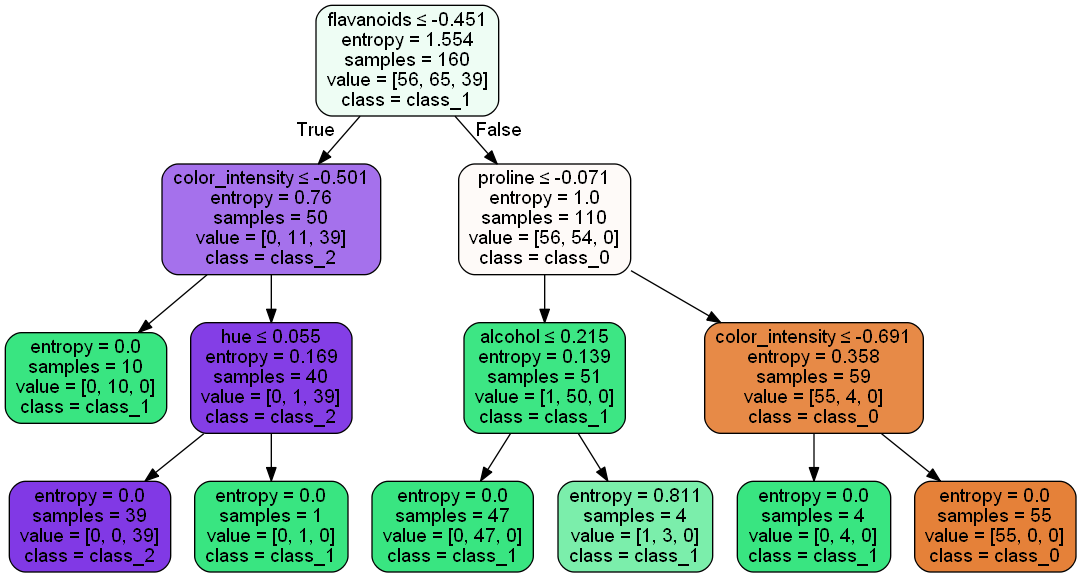 flavanoids ≤ -0.451
entropy = 1.554
samples = 160
value = [56, 65, 39]
class = class_1
True
False
color_intensity ≤ -0.501
entropy = 0.76
samples = 50
value = [0, 11, 39]
class = class_2
proline ≤ -0.071
entropy = 1.0
samples = 110
value = [56, 54, 0]
class = class_0
entropy = 0.0
samples = 10
value = [0, 10, 0]
class = class_1
hue ≤ 0.055
entropy = 0.169
samples = 40
value = [0, 1, 39]
class = class_2
alcohol ≤ 0.215
entropy = 0.139
samples = 51
value = [1, 50, 0]
class = class_1
color_intensity ≤ -0.691
entropy = 0.358
samples = 59
value = [55, 4, 0]
class = class_0
entropy = 0.0
samples = 39
value = [0, 0, 39]
class = class_2
entropy = 0.0
samples = 1
value = [0, 1, 0]
class = class_1
entropy = 0.0
samples = 47
value = [0, 47, 0]
class = class_1
entropy = 0.811
samples = 4
value = [1, 3, 0]
class = class_1
entropy = 0.0
samples = 4
value = [0, 4, 0]
class = class_1
entropy = 0.0
samples = 55
value = [55, 0, 0]
class = class_0